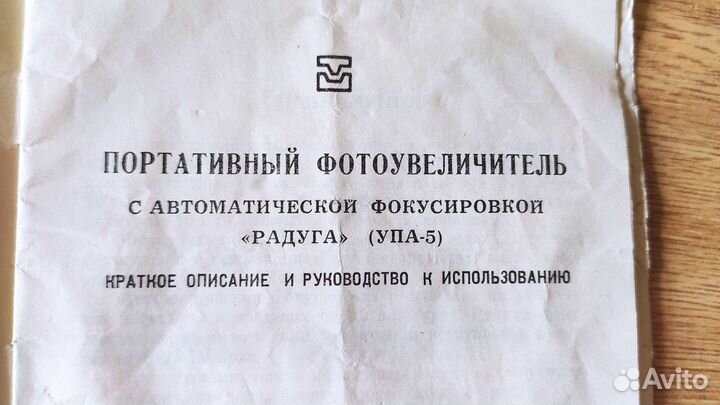 ПОРТАТИВНЫЙ ФОТОУВЕЛИЧИТЕЛЬ
С АВТОМАТИЧЕСКОЙ ФОКУСИРОВКОЙ
«РАДУГА» (УПА-5)
КРАТКОЕ ОПИСАНИЕ И РУКОВОДСТВО К ИСПОЛЬЗОВАНИЮ
Avito